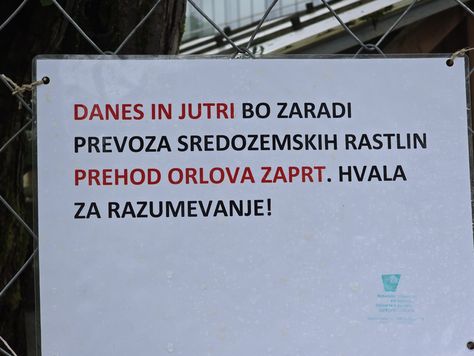 DANES IN JUTRI BO ZARADI
PREVOZA SREDOZEMSKIH RASTLIN
PREHOD ORLOVA ZAPRT. HVALA
ZA RAZUMEVANJE!